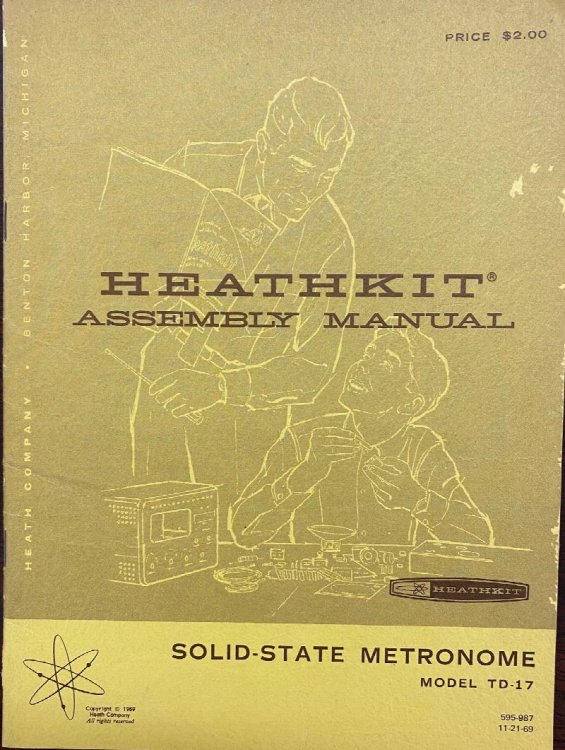 PRICE $2.00
HEATH COMPANY • BENTON HARBOR, MICHIGAN
Heathkit
HEATHKIT®
ASSEMBLY MANUAL
HEATHKIT
SOLID-STATE METRONOME
MODEL TD-17
Copyright © 1969
Heath Company
All rights reserved
595-987
11-21-69